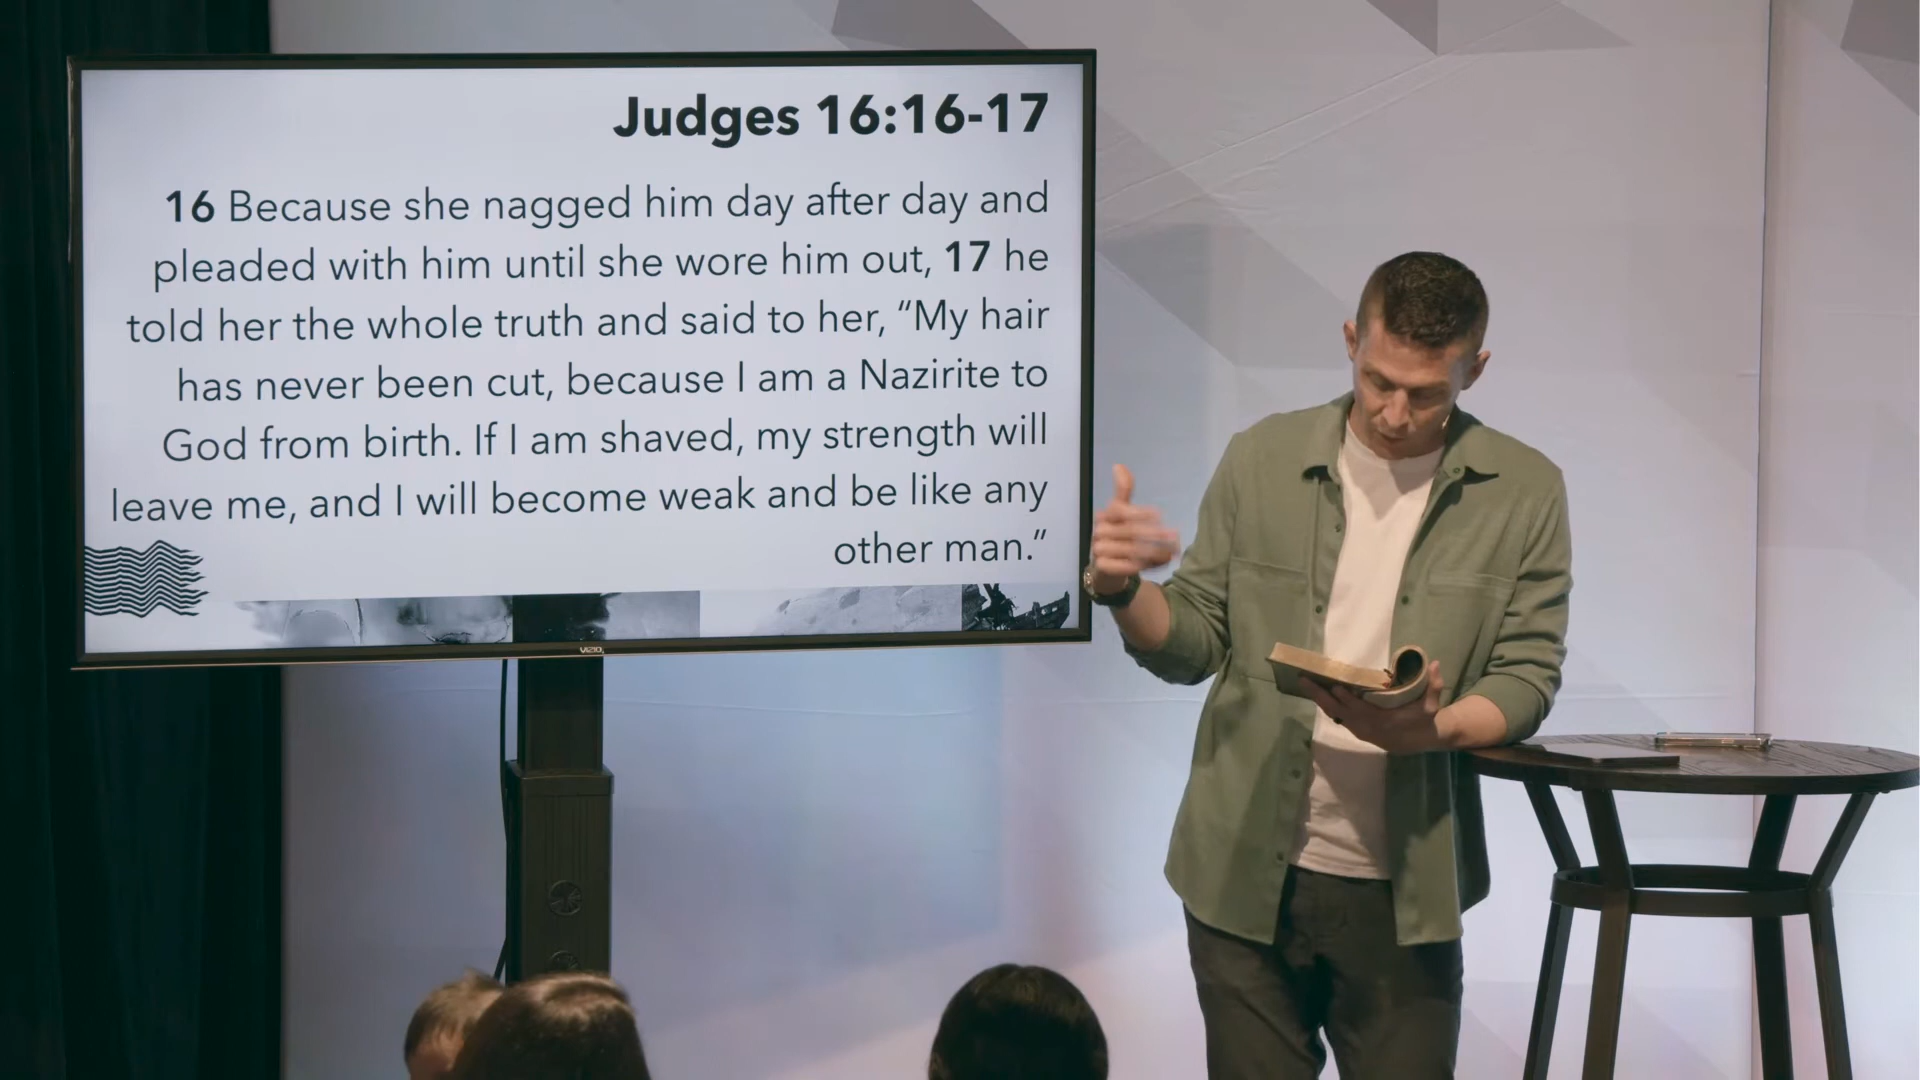 Judges 16:16-17
16 Because she nagged him day after day and
pleaded with him until she wore him out, 17 he
told her the whole truth and said to her, “My hair
has never been cut, because I am a Nazirite to
God from birth. If I am shaved, my strength will
leave me, and I will become weak and be like any
other man.”
VIZIO